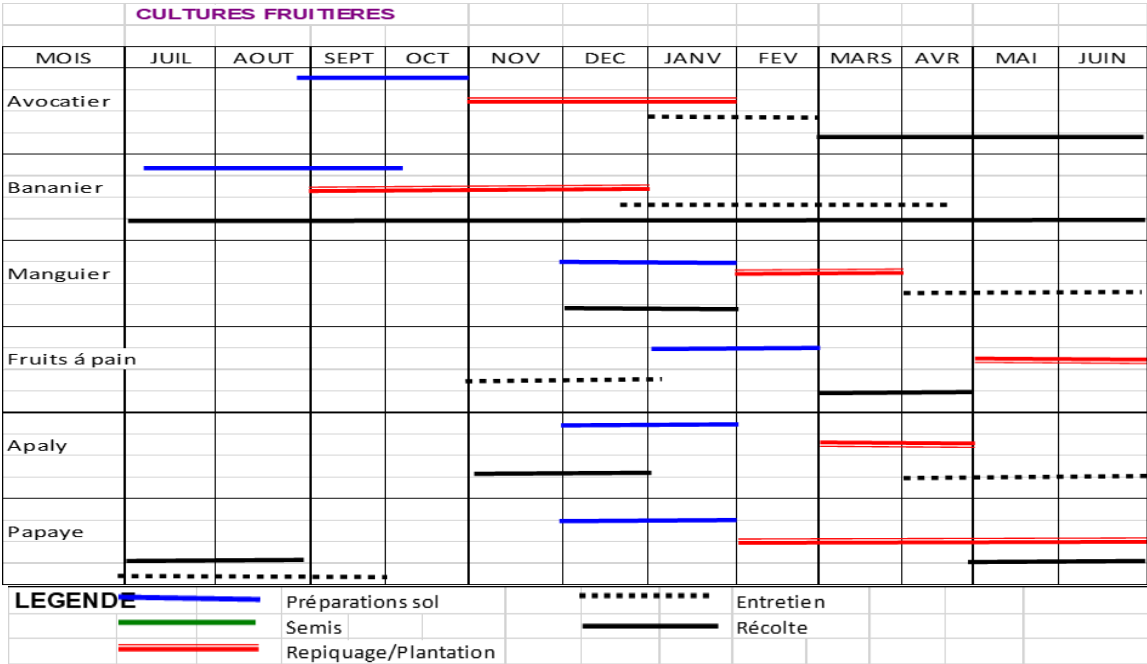 CULTURES FRUITIERES
MOIS JUIL AOUT SEPT OCT NOV DEC JANV FEV MARS AVR MAI JUIN
Avocatier
Bananier
Manguier
Fruits á pain
Apaly
Papaye
LEGENDE Préparations sol Entretien
Semis Récolte
Repiquage/Plantation